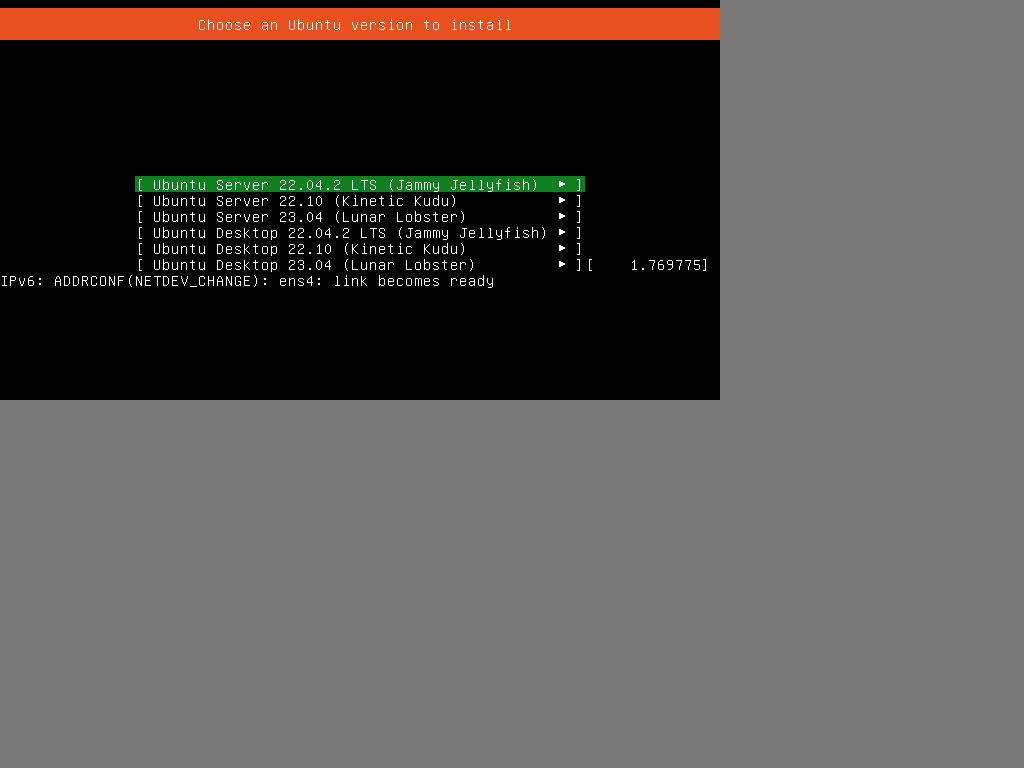 Choose an Ubuntu version to install
[ Ubuntu Server 22.04.2 LTS (Jammy Jellyfish) ▸ ]
[ Ubuntu Server 22.10 (Kinetic Kudu) ▸ ]
[ Ubuntu Server 23.04 (Lunar Lobster) ▸ ]
[ Ubuntu Desktop 22.04.2 LTS (Jammy Jellyfish) ▸ ]
[ Ubuntu Desktop 22.10 (Kinetic Kudu) ▸ ]
[ Ubuntu Desktop 23.04 (Lunar Lobster) ▸ ][ 1.769775]
IPv6: ADDRCONF(NETDEV_CHANGE): ens4: link becomes ready